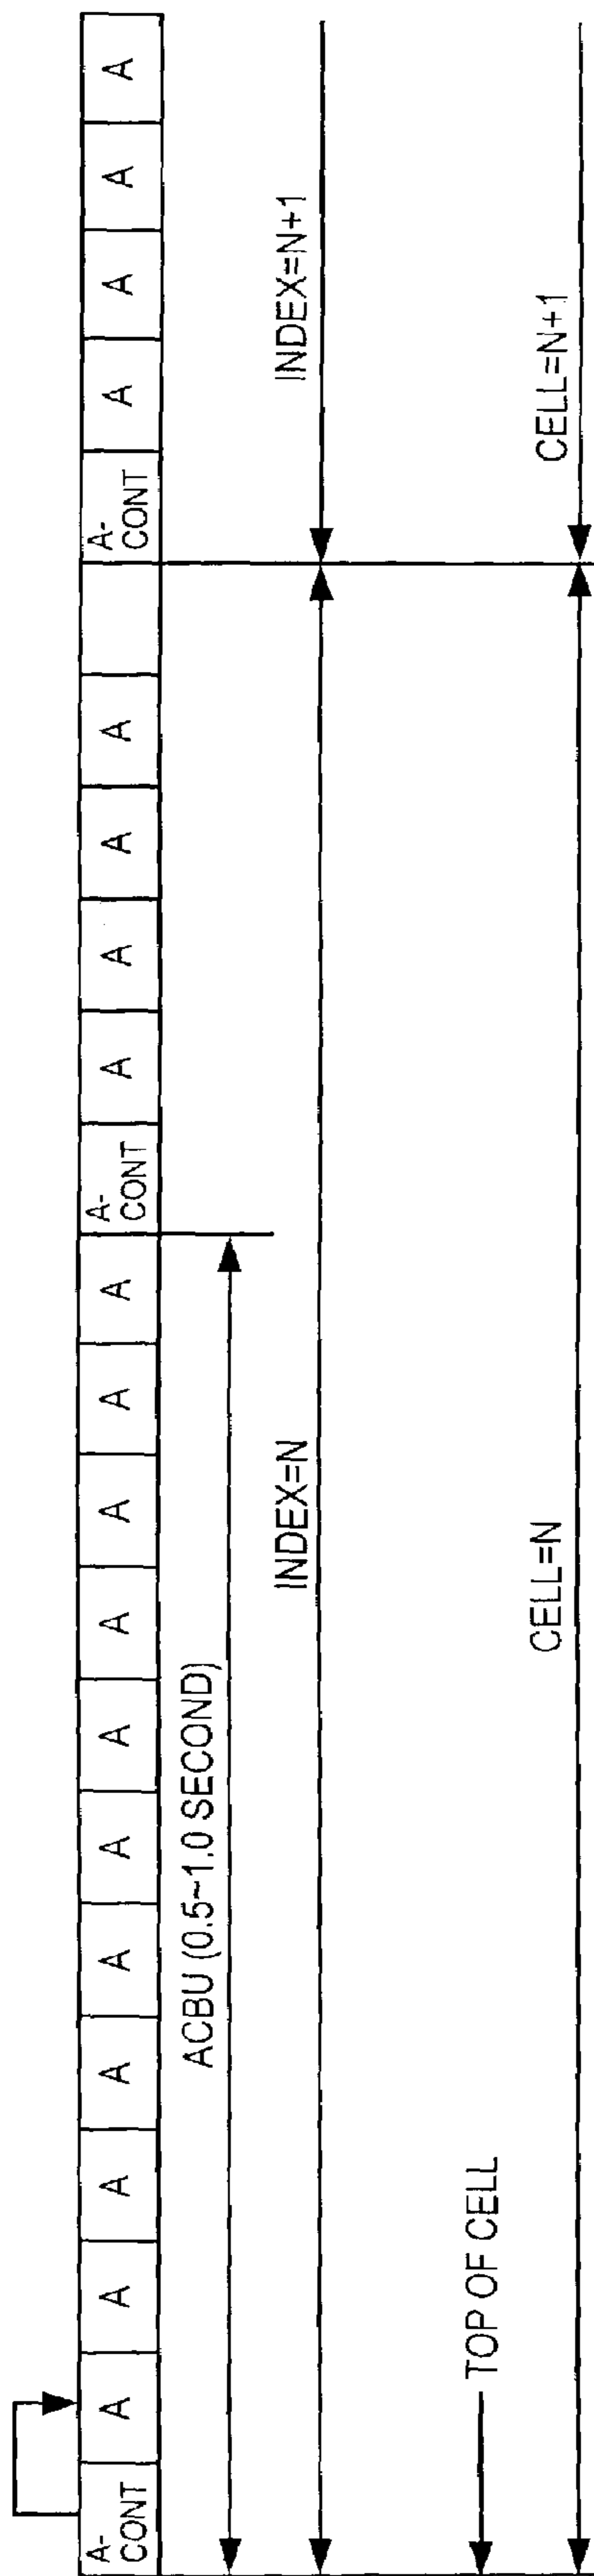 A-
CONT
A
A
A
A
A
A
A
A
A
A
A
A-
CONT
A
A
A
A
A-
CONT
A
A
A
A
ACBU (0.5~1.0 SECOND)
INDEX=N
INDEX=N+1
TOP OF CELL
CELL=N
CELL=N+1